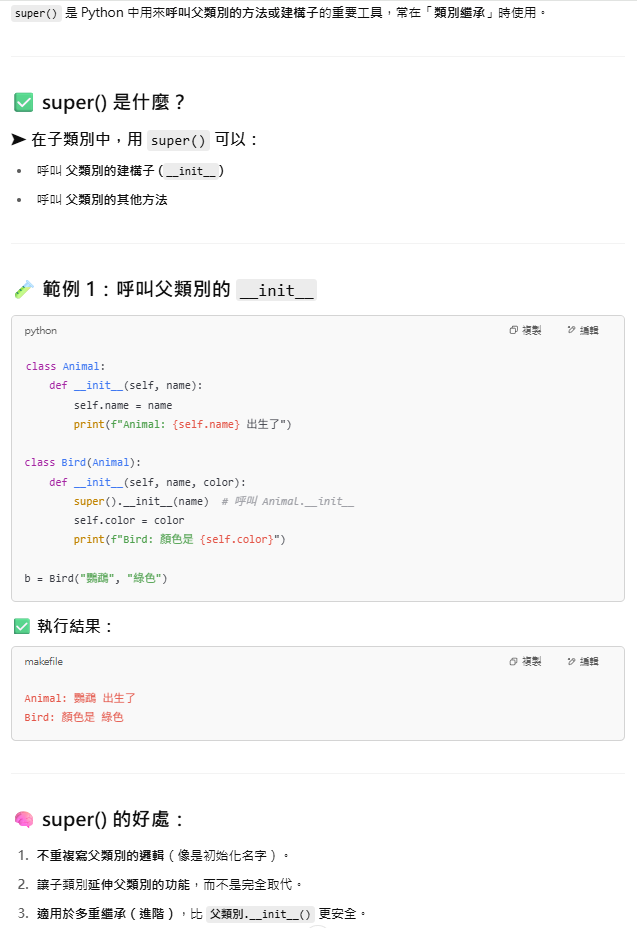 super() 是 Python 中用來呼叫父類別的方法或建構子的重要工具，常在「類別繼承」時使用。
✅ super() 是什麼？
➤ 在子類別中，用 super() 可以：
• 呼叫 父類別的建構子 (__init__)
• 呼叫 父類別的其他方法
🧪 範例 1：呼叫父類別的 __init__
python 複製 編輯
class Animal:
    def __init__(self, name):
        self.name = name
        print(f"Animal: {self.name} 出生了")
class Bird(Animal):
    def __init__(self, name, color):
        super().__init__(name)  # 呼叫 Animal.__init__
        self.color = color
        print(f"Bird: 顏色是 {self.color}")
b = Bird("鸚鵡", "綠色")
✅ 執行結果：
makefile 複製 編輯
Animal: 鸚鵡 出生了
Bird: 顏色是 綠色
🧠 super() 的好處：
1. 不重複寫父類別的邏輯（像是初始化名字）。
2. 讓子類別延伸父類別的功能，而不是完全取代。
3. 適用於多重繼承（進階），比 父類別.__init__() 更安全。